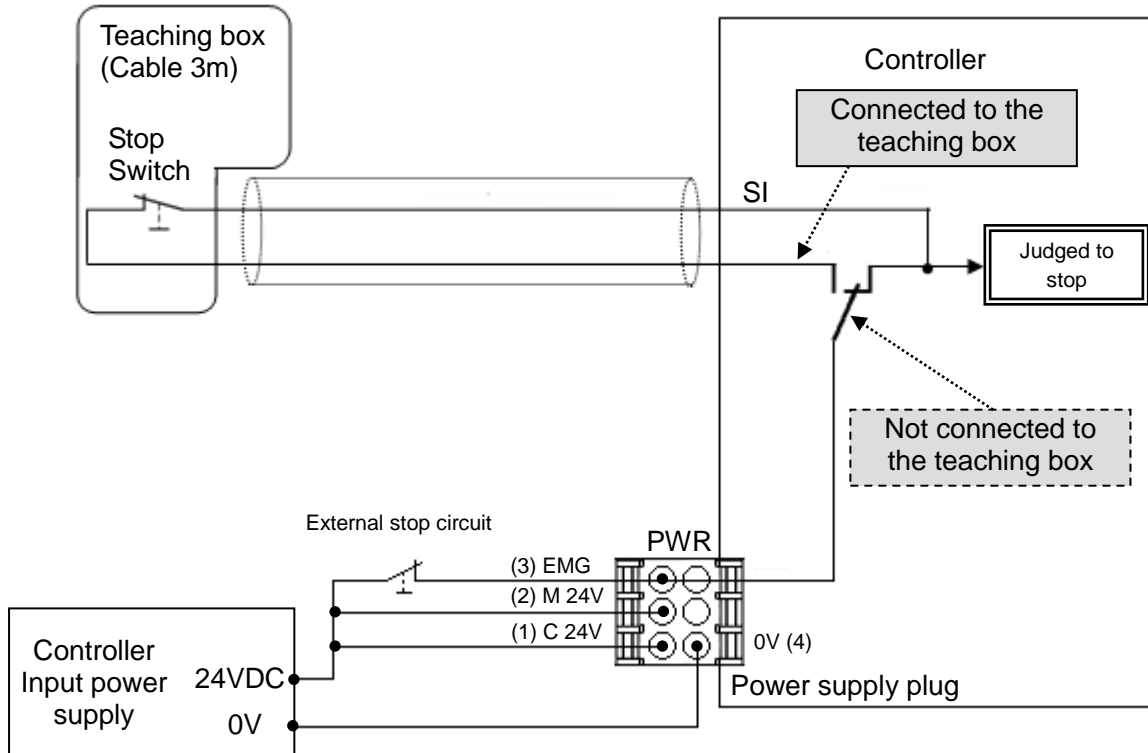 Teaching box
(Cable 3m)
Stop
Switch
Controller
Connected to the
teaching box
SI
Judged to
stop
Not connected to
the teaching box
External stop circuit
PWR
(3) EMG
(2) M 24V
(1) C 24V
0V (4)
Power supply plug
Controller
Input power
supply
24VDC
0V